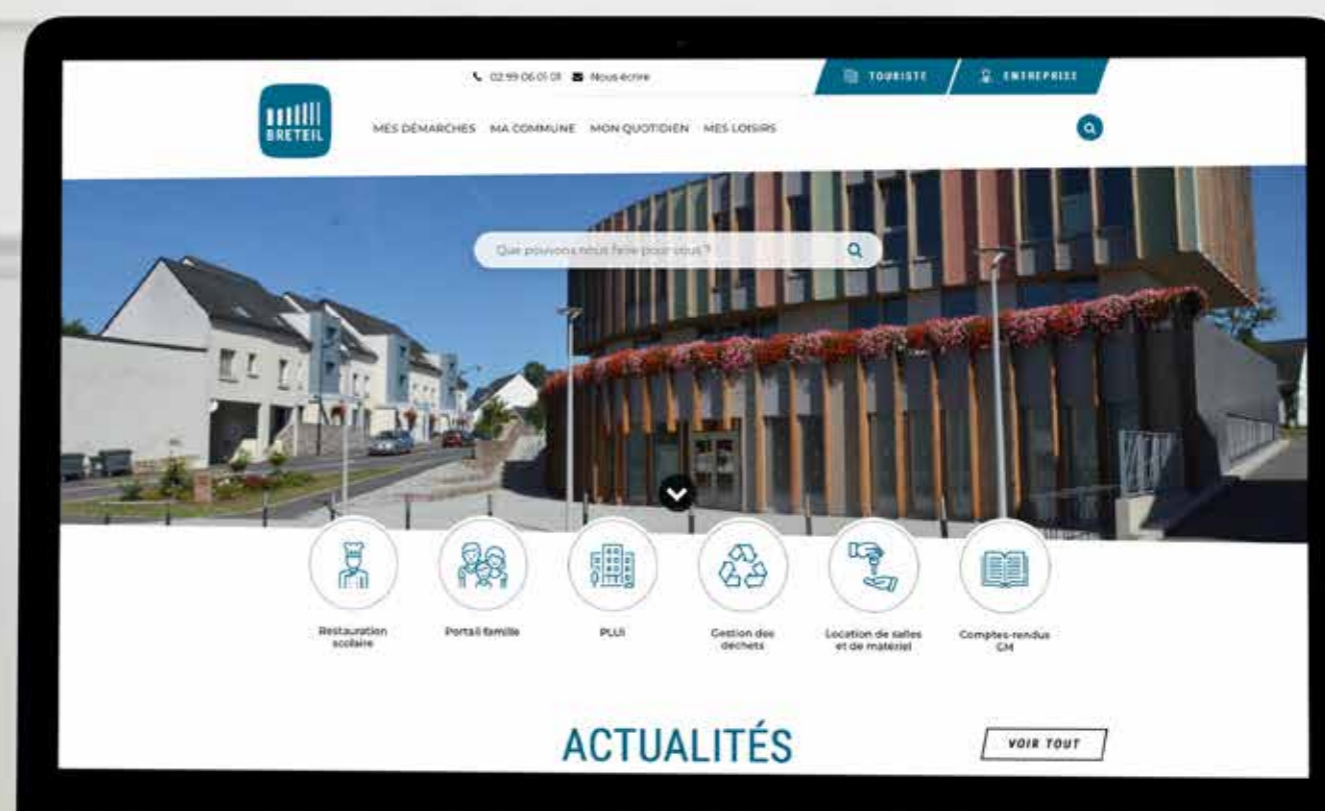 02 99 06 01 01 Nous écrire
TOURISTE ENTREPRISE
BRETEIL
MES DÉMARCHES MA COMMUNE MON QUOTIDIEN MES LOISIRS
Que pouvons nous faire pour vous ?
Restauration
scolaire
Portail famille
PLUi
Gestion des
déchets
Location de salles
et de matériel
Comptes-rendus
CM
ACTUALITÉS
VOIR TOUT